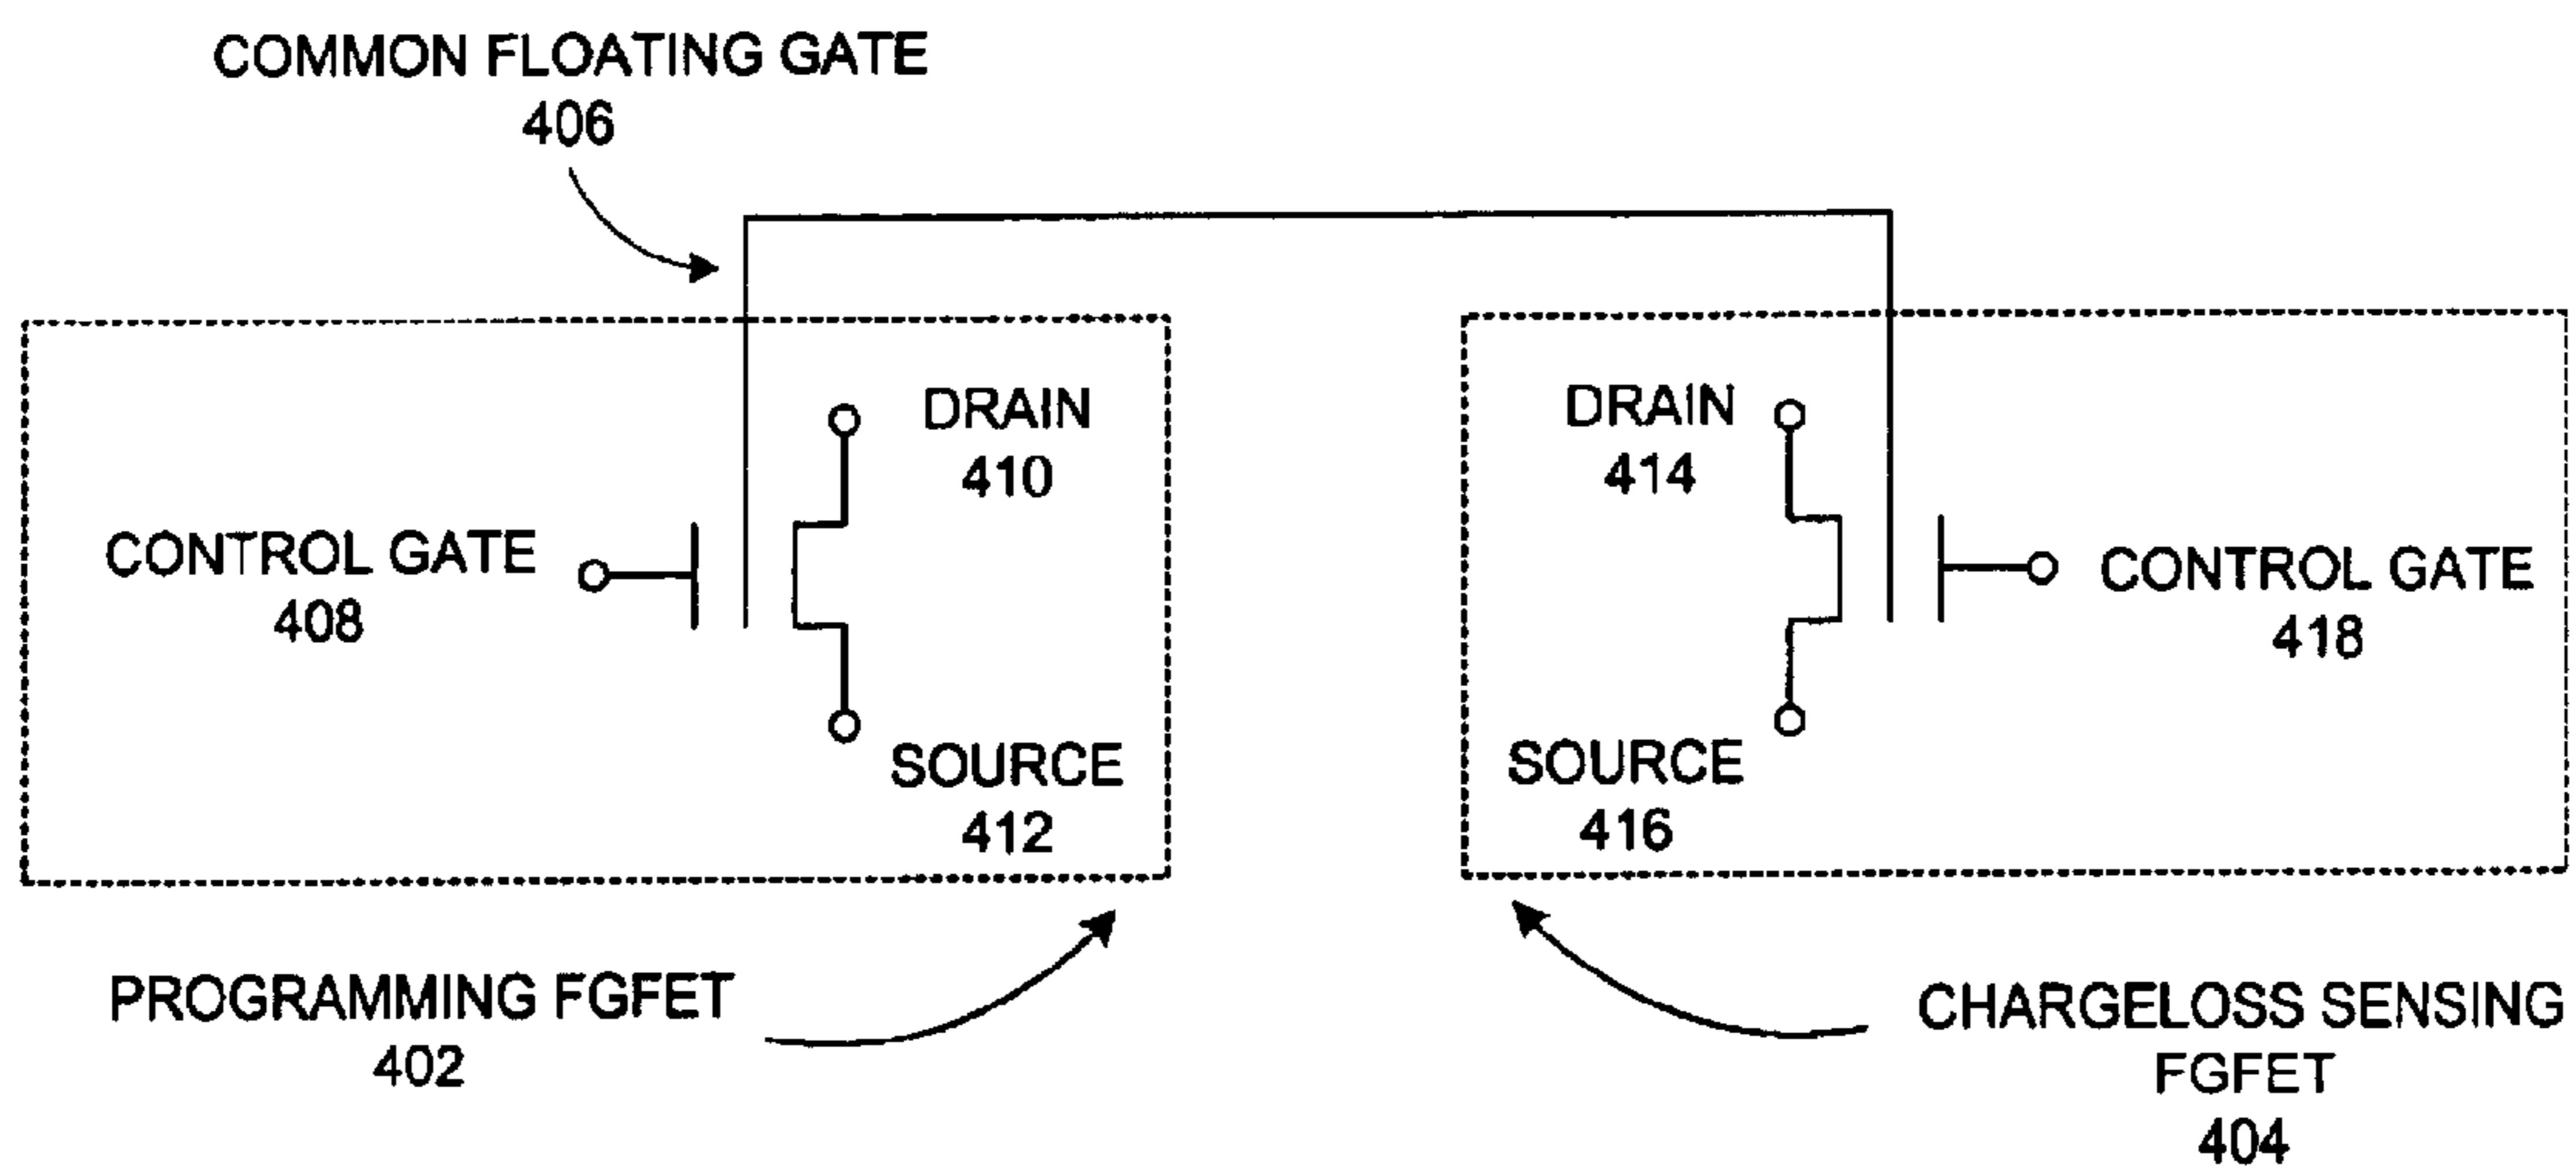 COMMON FLOATING GATE
406
DRAIN
410
CONTROL GATE
408
SOURCE
412
DRAIN
414
CONTROL GATE
418
SOURCE
416
PROGRAMMING FGFET
402
CHARGELOSS SENSING
FGFET
404